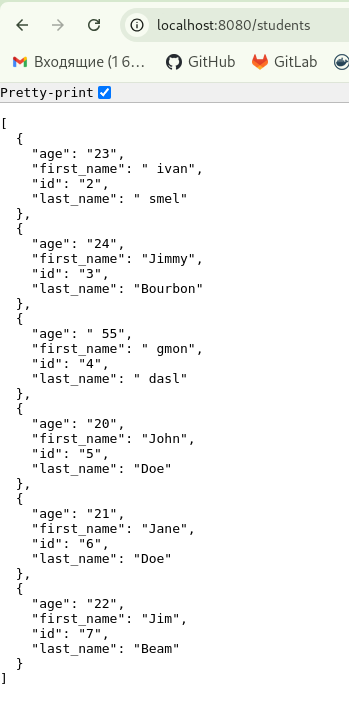 localhost:8080/students
Входящие (1 6... GitHub GitLab
Pretty-print
[
  {
    "age": "23",
    "first_name": " ivan",
    "id": "2",
    "last_name": " smel"
  },
  {
    "age": "24",
    "first_name": "Jimmy",
    "id": "3",
    "last_name": "Bourbon"
  },
  {
    "age": " 55",
    "first_name": " gmon",
    "id": "4",
    "last_name": " dasl"
  },
  {
    "age": "20",
    "first_name": "John",
    "id": "5",
    "last_name": "Doe"
  },
  {
    "age": "21",
    "first_name": "Jane",
    "id": "6",
    "last_name": "Doe"
  },
  {
    "age": "22",
    "first_name": "Jim",
    "id": "7",
    "last_name": "Beam"
  }
]